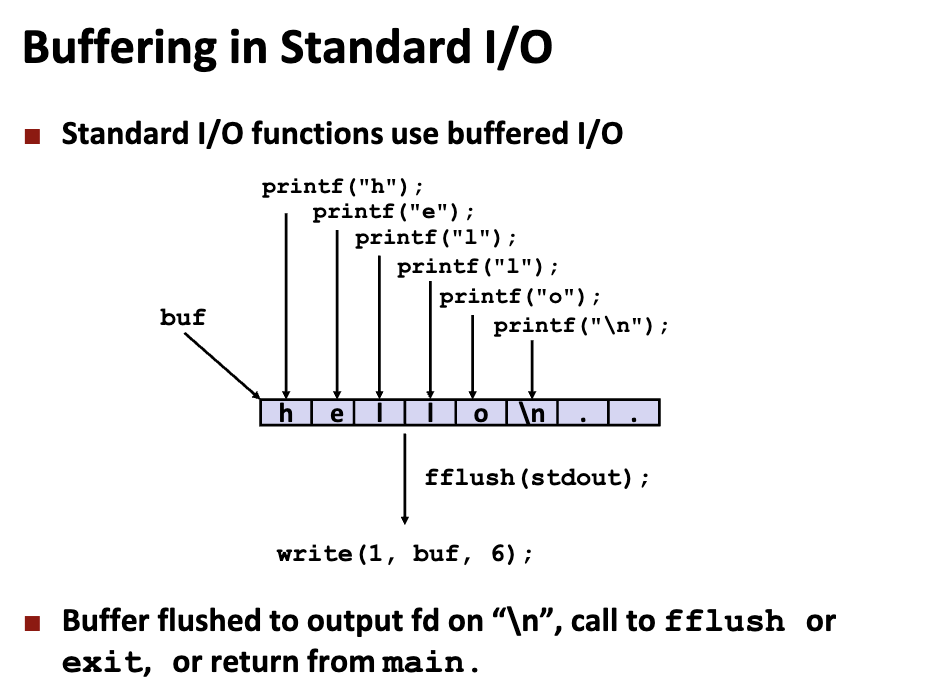 Buffering in Standard I/O
Standard I/O functions use buffered I/O
printf("h");
printf("e");
printf("l");
printf("l");
printf("o");
printf("\n");
buf
h e l l o \n . .
fflush(stdout);
write(1, buf, 6);
Buffer flushed to output fd on “\n”, call to fflush or
exit, or return from main.